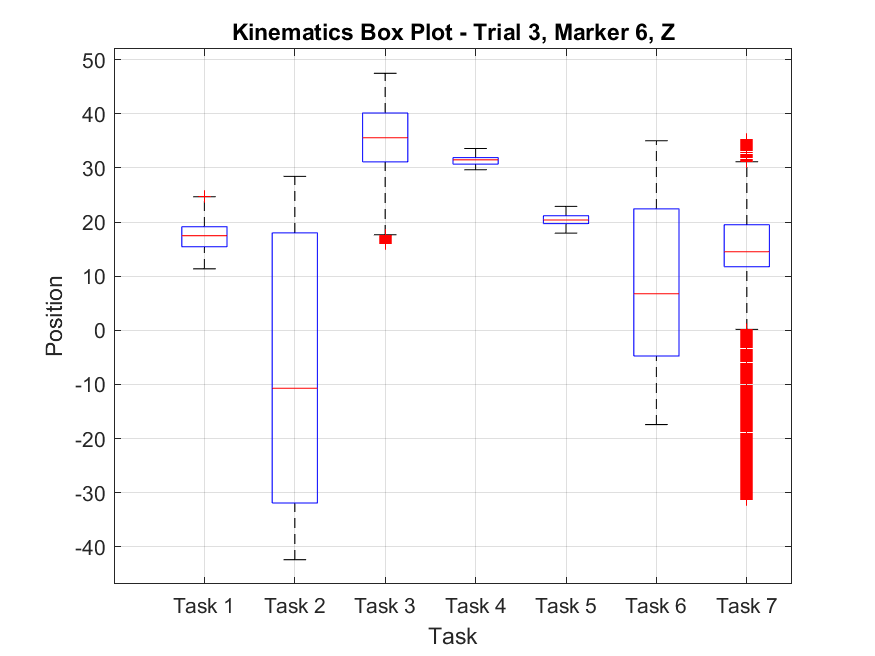 Kinematics Box Plot - Trial 3, Marker 6, Z
50
40
30
20
10
0
-10
-20
-30
-40
Position
Task 1 Task 2 Task 3 Task 4 Task 5 Task 6 Task 7
Task